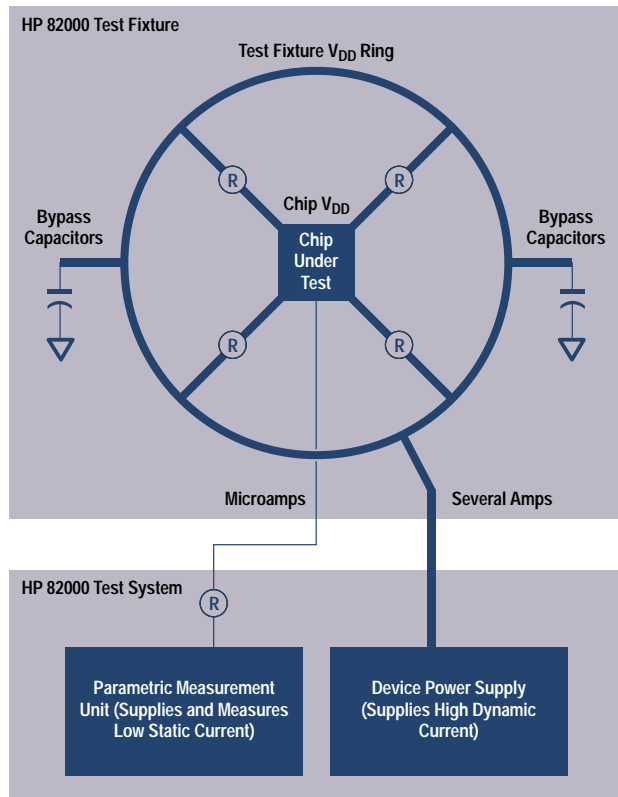 HP 82000 Test Fixture
Test Fixture VDD Ring
R
R
Chip VDD
Bypass
Capacitors
Bypass
Capacitors
Chip
Under
Test
R
R
Microamps
Several Amps
HP 82000 Test System
R
Parametric Measurement
Unit (Supplies and Measures
Low Static Current)
Device Power Supply
(Supplies High Dynamic
Current)